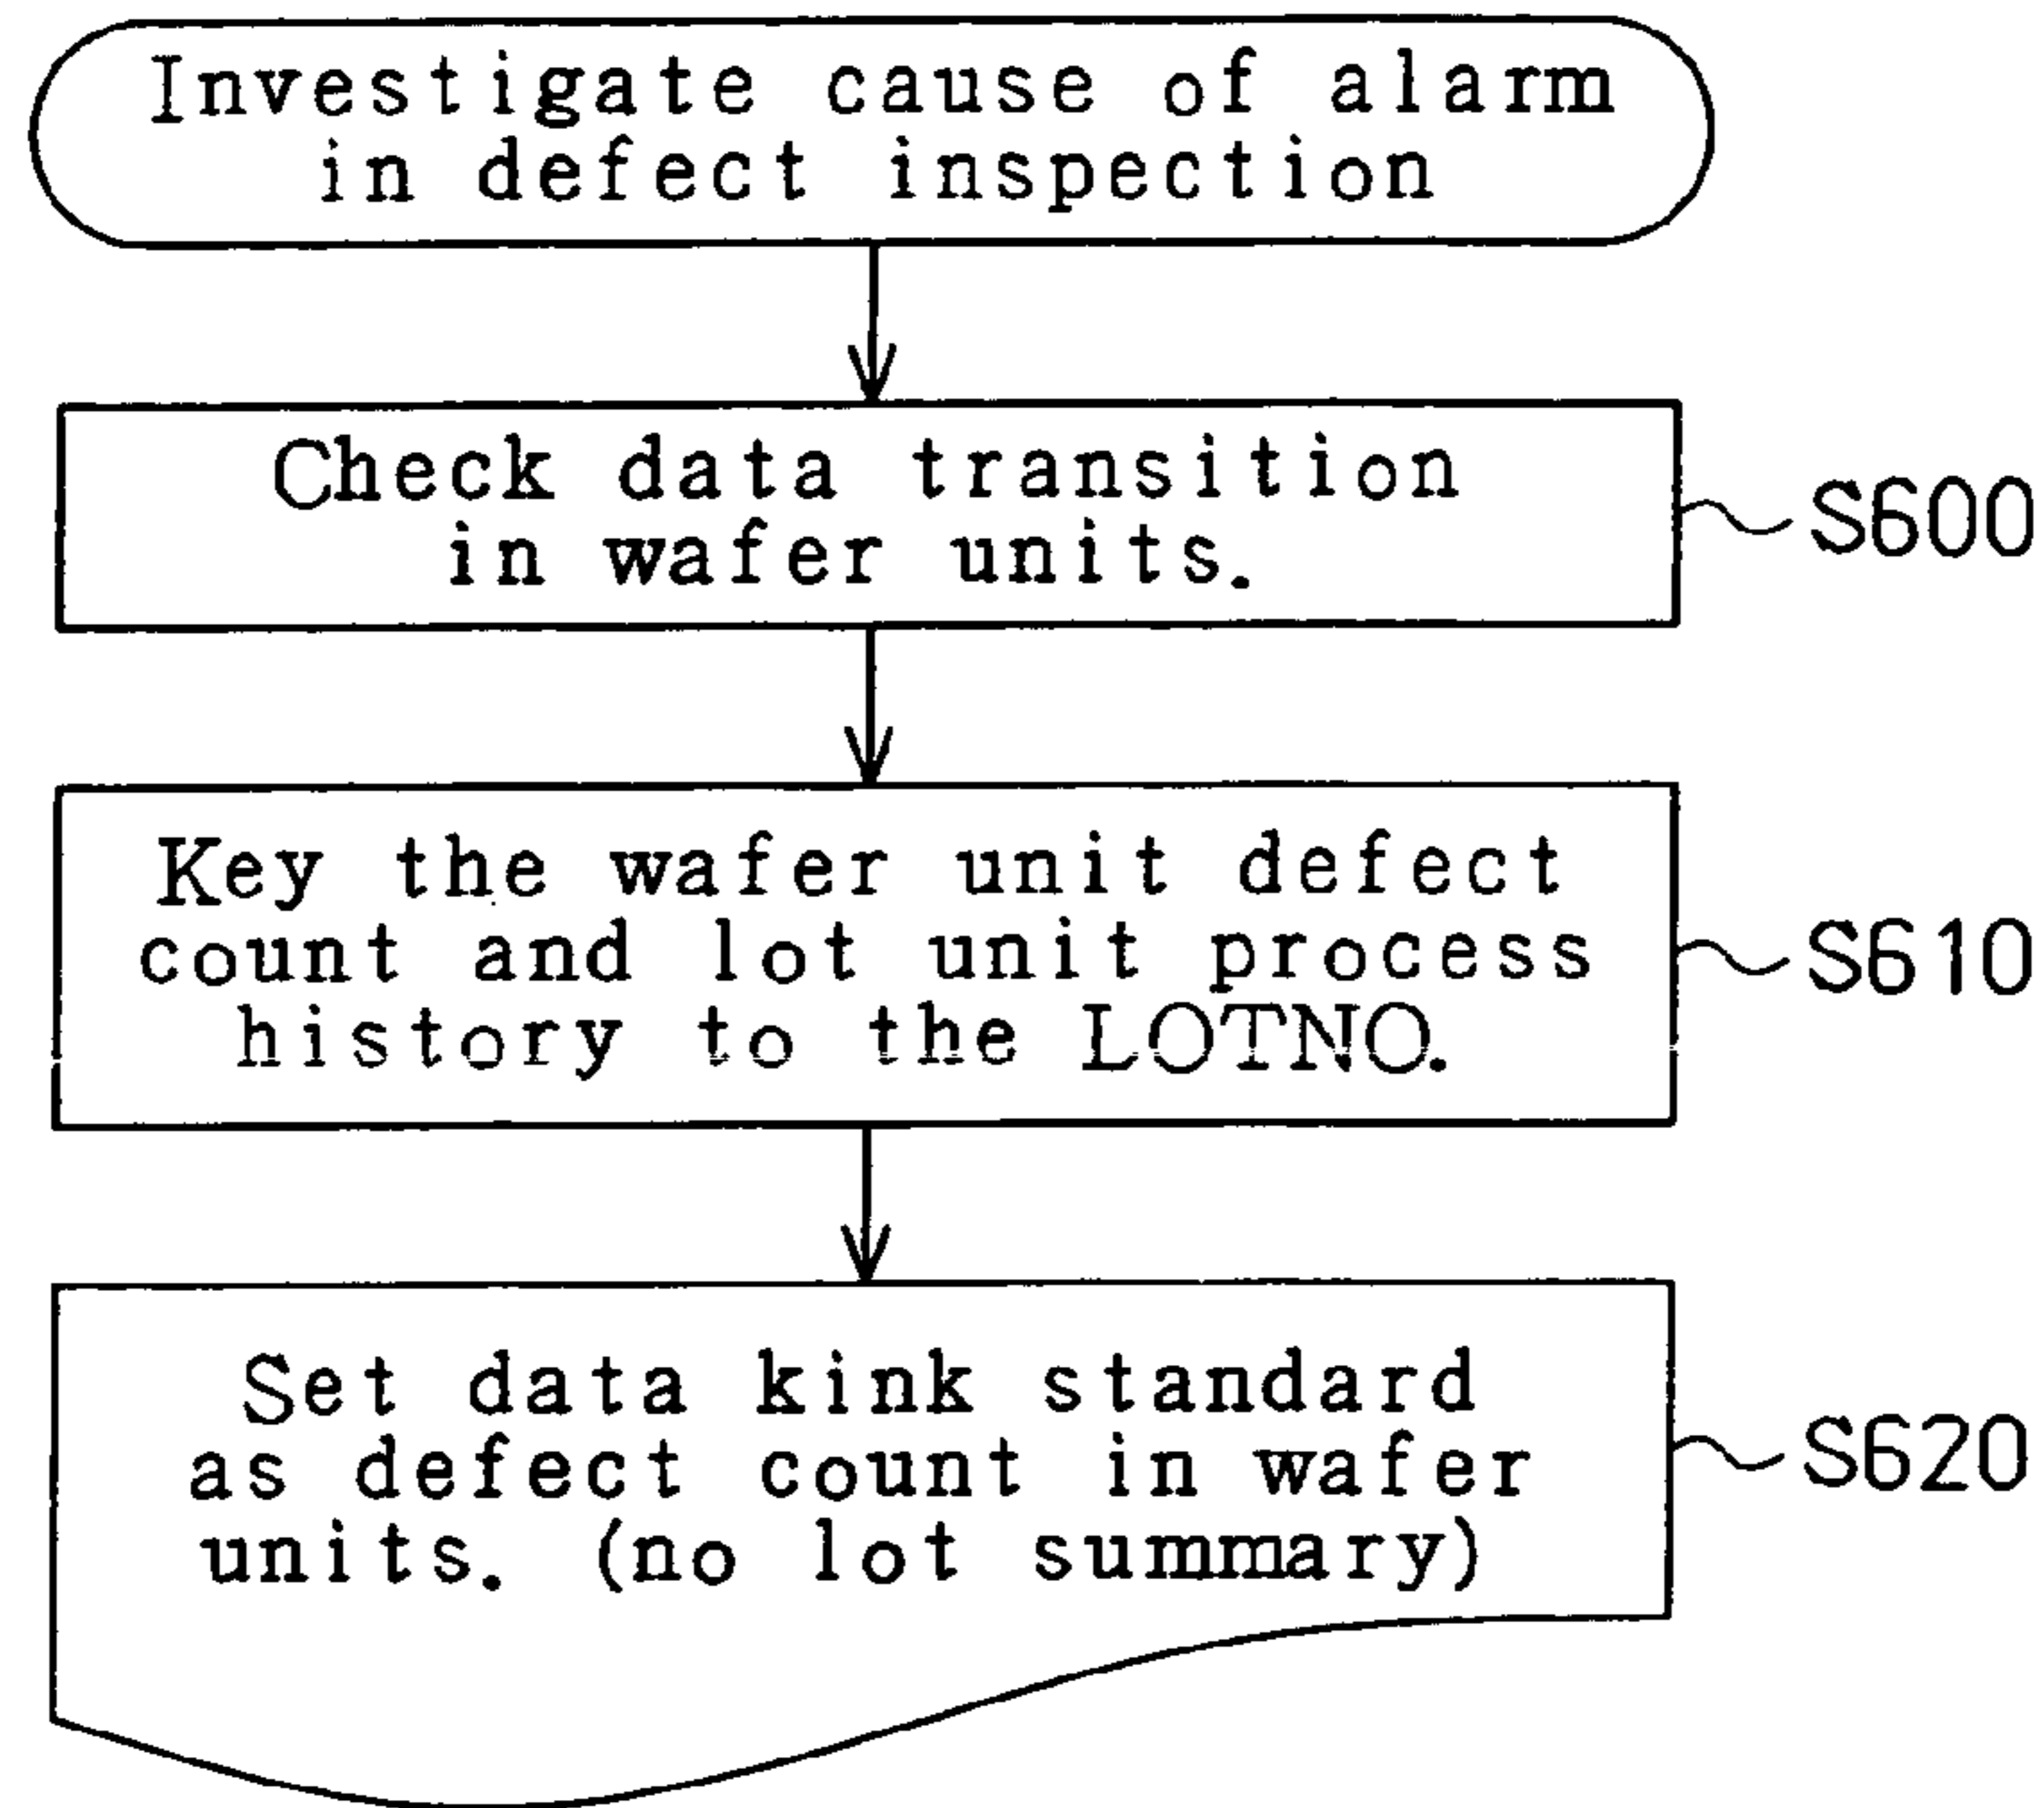 Investigate cause of alarm
in defect inspection
Check data transition
in wafer units.
S600
Key the wafer unit defect
count and lot unit process
history to the LOTNO.
S610
Set data kink standard
as defect count in wafer
units. (no lot summary)
S620